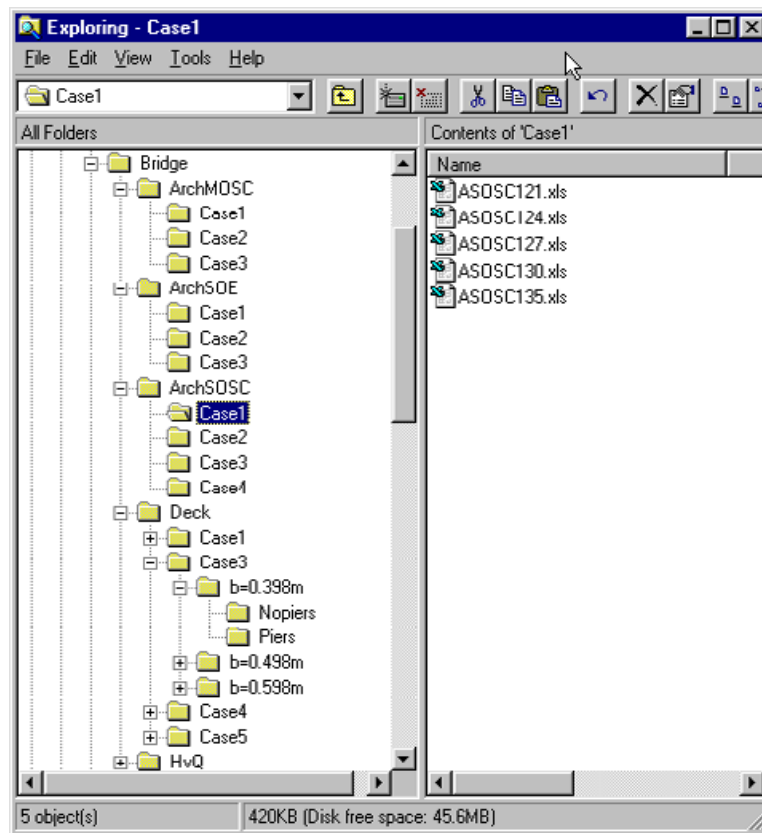 Exploring - Case1
File Edit View Tools Help
Case1
All Folders
Contents of 'Case1'
Bridge
ArchMOSC
Case1
Case2
Case3
ArchSOE
Case1
Case2
Case3
ArchSOSC
Case1
Case2
Case3
Case4
Deck
Case1
Case3
b=0.398m
Nopiers
Piers
b=0.498m
b=0.598m
Case4
Case5
HvQ
Name
ASOSC121.xls
ASOSC124.xls
ASOSC127.xls
ASOSC130.xls
ASOSC135.xls
5 object(s)
420KB (Disk free space: 45.6MB)